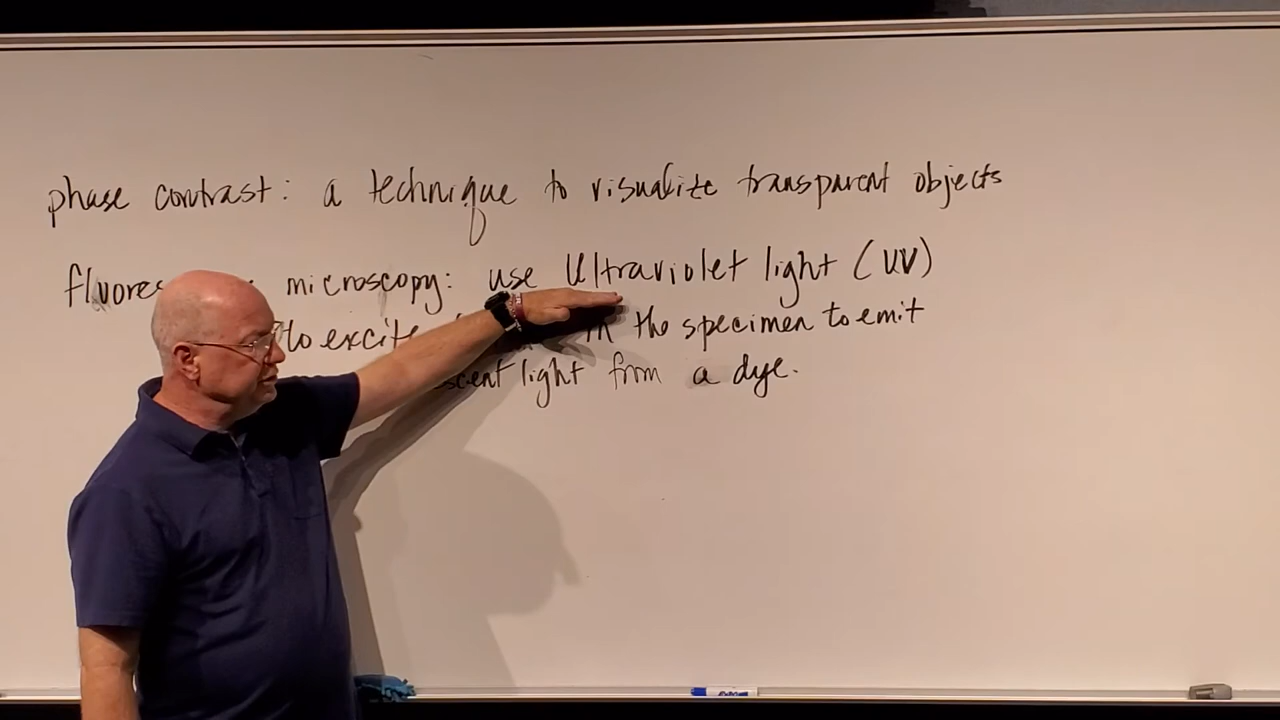 phase contrast: a technique to visualize transparent objects
microscopy: use Ultraviolet light (UV)
to excite in the specimen to emit
light from a dye.